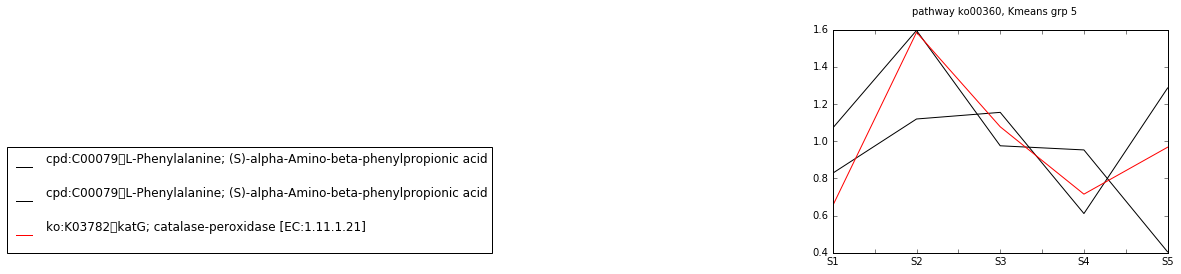 pathway ko00360, Kmeans grp 5
1.6
1.4
1.2
1.0
0.8
0.6
0.4
S1 S2 S3 S4 S5
cpd:C00079▯L-Phenylalanine; (S)-alpha-Amino-beta-phenylpropionic acid
cpd:C00079▯L-Phenylalanine; (S)-alpha-Amino-beta-phenylpropionic acid
ko:K03782▯katG; catalase-peroxidase [EC:1.11.1.21]